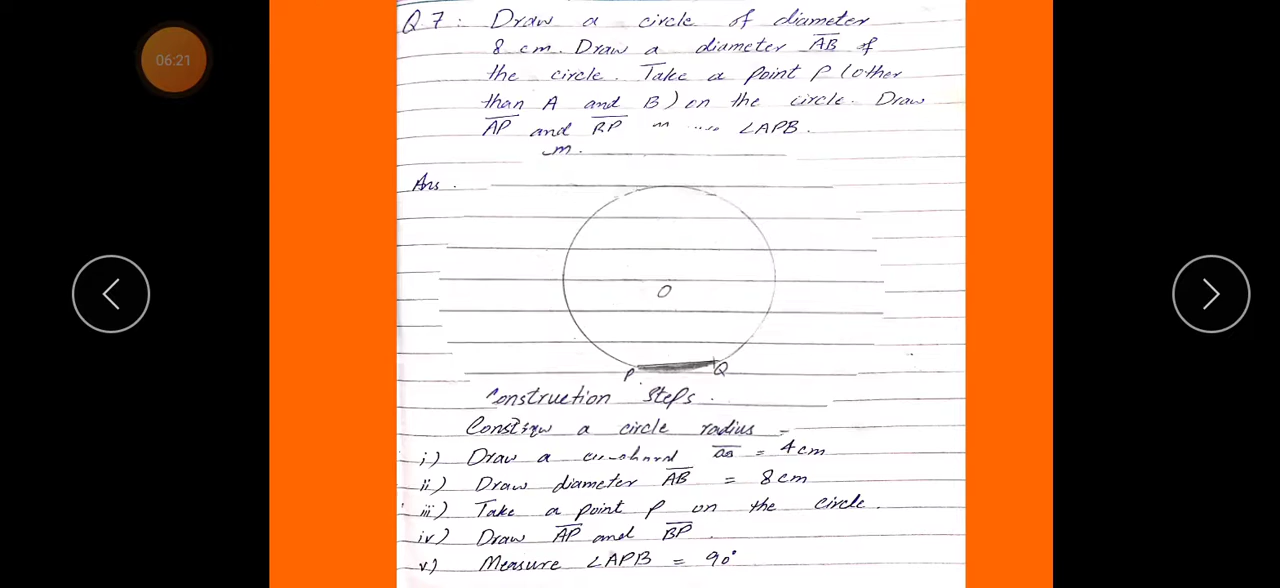 06:21
Q.7: Draw a circle of diameter
8 cm. Draw a diameter AB of
the circle. Take a point P (other
than A and B) on the circle. Draw
AP and BP ∠APB.
Ans.
O
P Q
Construction Steps.
a circle radius =
i.) Draw a = 4cm
ii.) Draw diameter AB = 8cm
iii.) Take a point P on the circle.
iv.) Draw AP and BP.
v.) Measure ∠APB = 90°